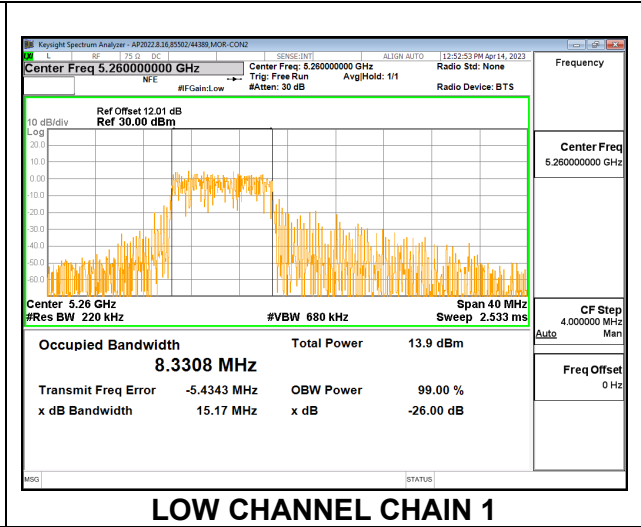 Keysight Spectrum Analyzer - AP2022.8.16,85502/44389,MOR-CON2
L RF 75 Ω DC SENSE:INT ALIGN AUTO 12:52:53 PM Apr 14, 2023
Center Freq 5.260000000 GHz Center Freq: 5.260000000 GHz Radio Std: None Frequency
NFE Trig: Free Run Avg|Hold: 1/1
#IFGain:Low #Atten: 30 dB Radio Device: BTS
Ref Offset 12.01 dB
10 dB/div Ref 30.00 dBm
Log
20.0
10.0
0.00
-10.0
-20.0
-30.0
-40.0
-50.0
-60.0
Center Freq
5.260000000 GHz
Center 5.26 GHz Span 40 MHz
#Res BW 220 kHz #VBW 680 kHz Sweep 2.533 ms
CF Step
4.000000 MHz
Auto Man
Occupied Bandwidth Total Power 13.9 dBm
8.3308 MHz
Freq Offset
0 Hz
Transmit Freq Error -5.4343 MHz OBW Power 99.00 %
x dB Bandwidth 15.17 MHz x dB -26.00 dB
MSG STATUS
LOW CHANNEL CHAIN 1